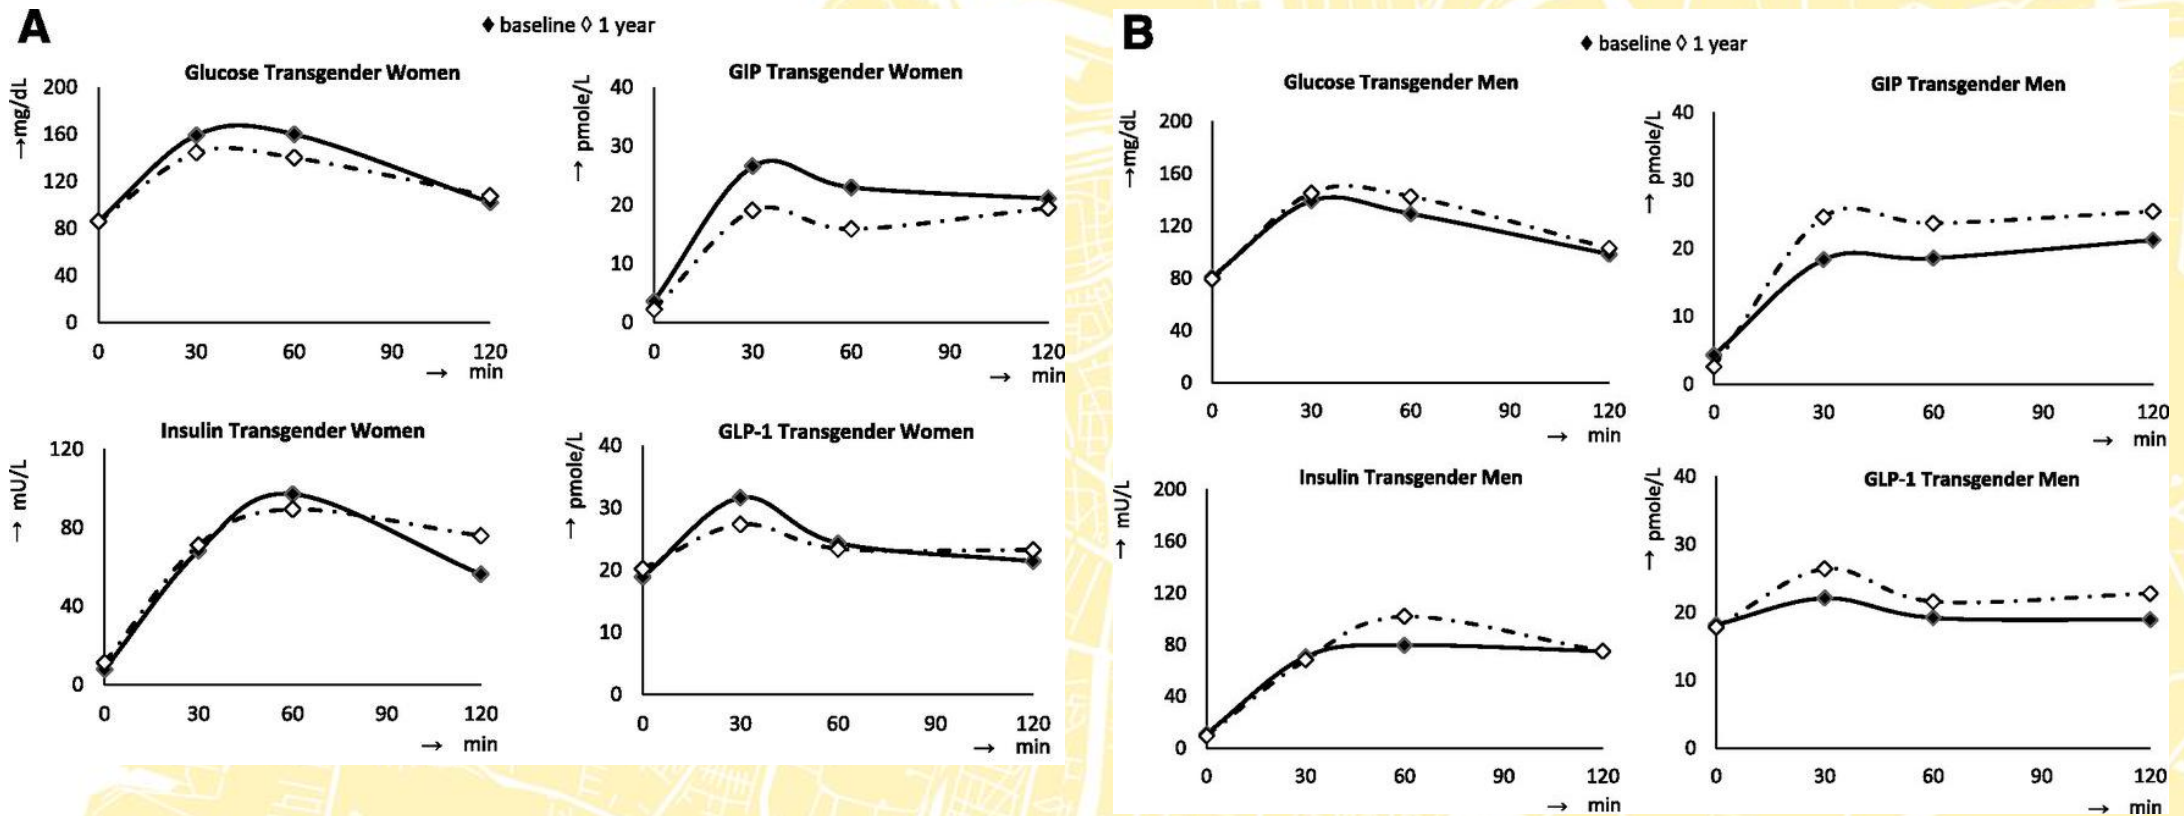 A
◆ baseline ◇ 1 year
Glucose Transgender Women
→mg/dL
200
160
120
80
40
0
0 30 60 90 120
→ min
GIP Transgender Women
→ pmole/L
40
30
20
10
0
0 30 60 90 120
→ min
Insulin Transgender Women
→ mU/L
120
80
40
0
0 30 60 90 120
→ min
GLP-1 Transgender Women
→ pmole/L
40
30
20
10
0
0 30 60 90 120
→ min
B
◆ baseline ◇ 1 year
Glucose Transgender Men
→mg/dL
200
160
120
80
40
0
0 30 60 90 120
→ min
GIP Transgender Men
→ pmole/L
40
30
20
10
0
0 30 60 90 120
→ min
Insulin Transgender Men
→ mU/L
200
160
120
80
40
0
0 30 60 90 120
→ min
GLP-1 Transgender Men
→ pmole/L
40
30
20
10
0
0 30 60 90 120
→ min